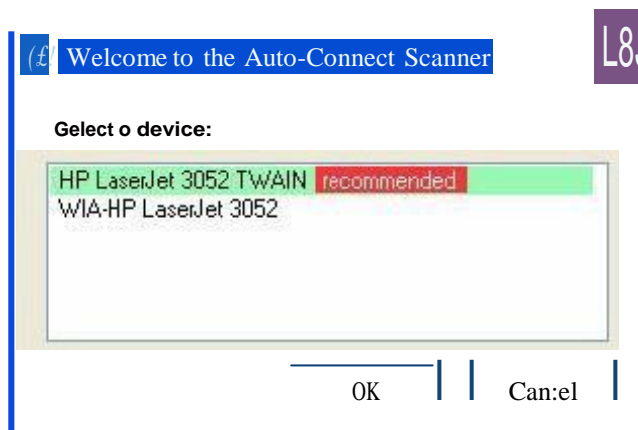 (£! Welcome to the Auto-Connect Scanner L8.
Gelect o device:
HP LaserJet 3052 TWAIN recommended
WIA-HP LaserJet 3052
OK Can:el